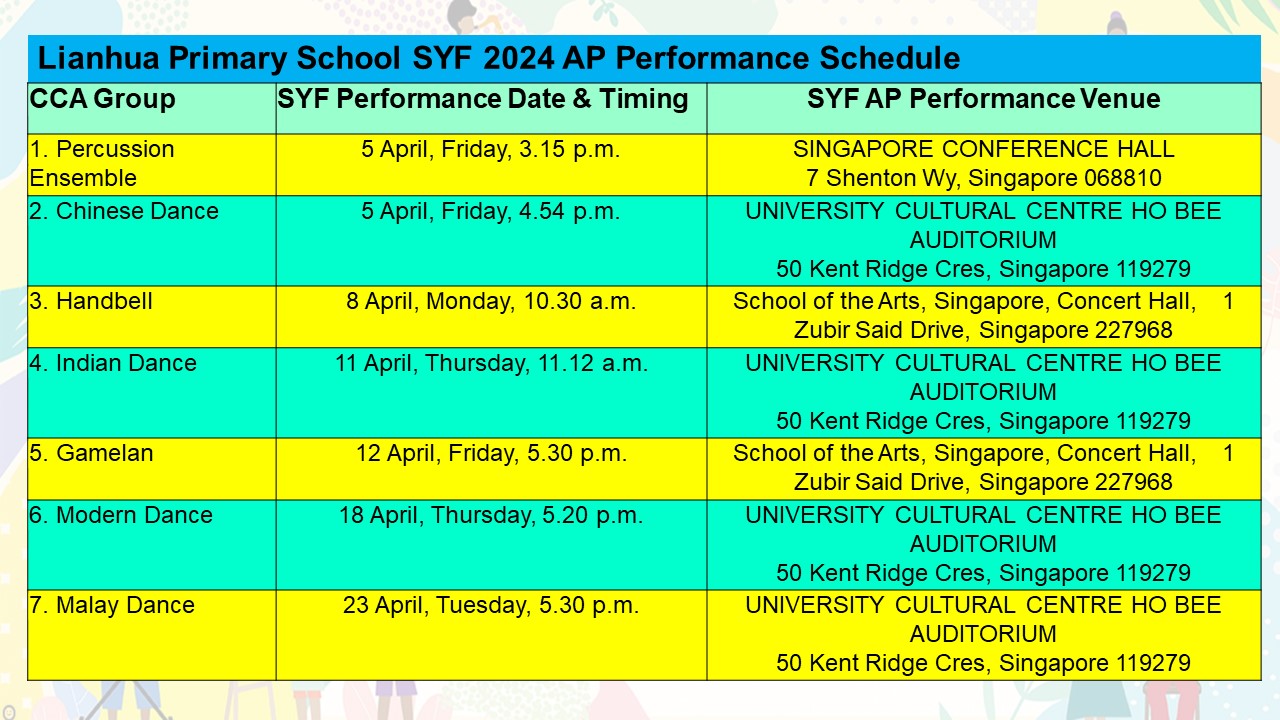 Lianhua Primary School SYF 2024 AP Performance Schedule
CCA Group
SYF Performance Date & Timing
SYF AP Performance Venue
1. Percussion
Ensemble
5 April, Friday, 3.15 p.m.
SINGAPORE CONFERENCE HALL
7 Shenton Wy, Singapore 068810
2. Chinese Dance
5 April, Friday, 4.54 p.m.
UNIVERSITY CULTURAL CENTRE HO BEE
AUDITORIUM
50 Kent Ridge Cres, Singapore 119279
3. Handbell
8 April, Monday, 10.30 a.m.
School of the Arts, Singapore, Concert Hall, 1
Zubir Said Drive, Singapore 227968
4. Indian Dance
11 April, Thursday, 11.12 a.m.
UNIVERSITY CULTURAL CENTRE HO BEE
AUDITORIUM
50 Kent Ridge Cres, Singapore 119279
5. Gamelan
12 April, Friday, 5.30 p.m.
School of the Arts, Singapore, Concert Hall, 1
Zubir Said Drive, Singapore 227968
6. Modern Dance
18 April, Thursday, 5.20 p.m.
UNIVERSITY CULTURAL CENTRE HO BEE
AUDITORIUM
50 Kent Ridge Cres, Singapore 119279
7. Malay Dance
23 April, Tuesday, 5.30 p.m.
UNIVERSITY CULTURAL CENTRE HO BEE
AUDITORIUM
50 Kent Ridge Cres, Singapore 119279